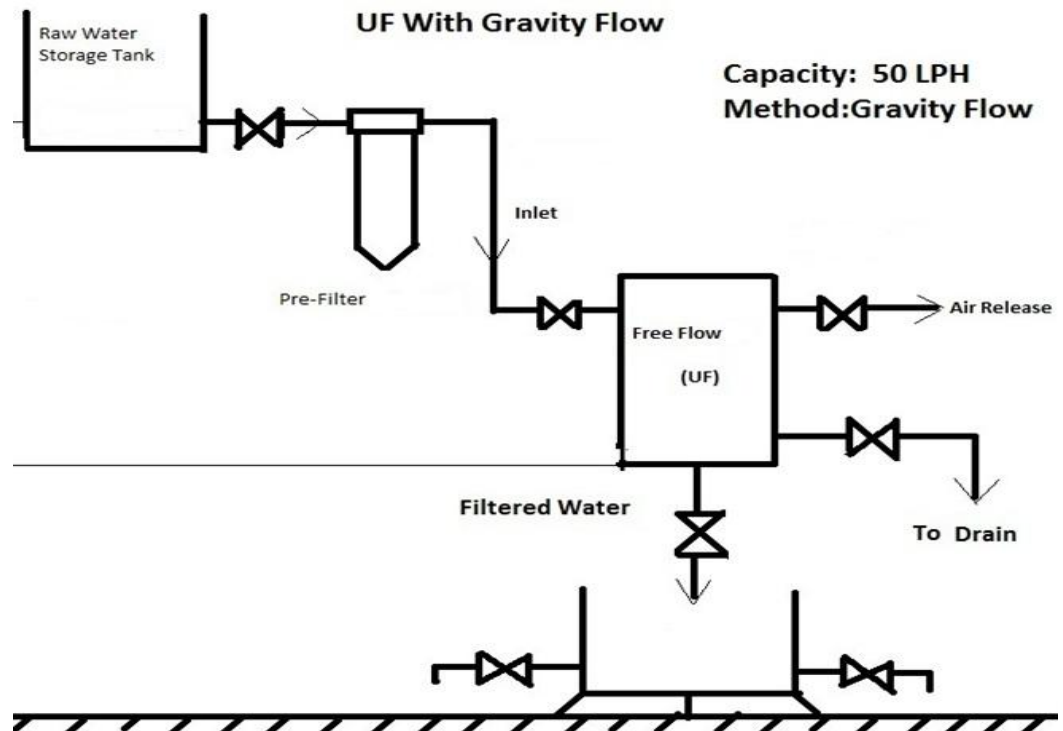 UF With Gravity Flow
Raw Water
Storage Tank
Capacity: 50 LPH
Method:Gravity Flow
Inlet
Pre-Filter
Free Flow
(UF)
Air Release
Filtered Water
To Drain